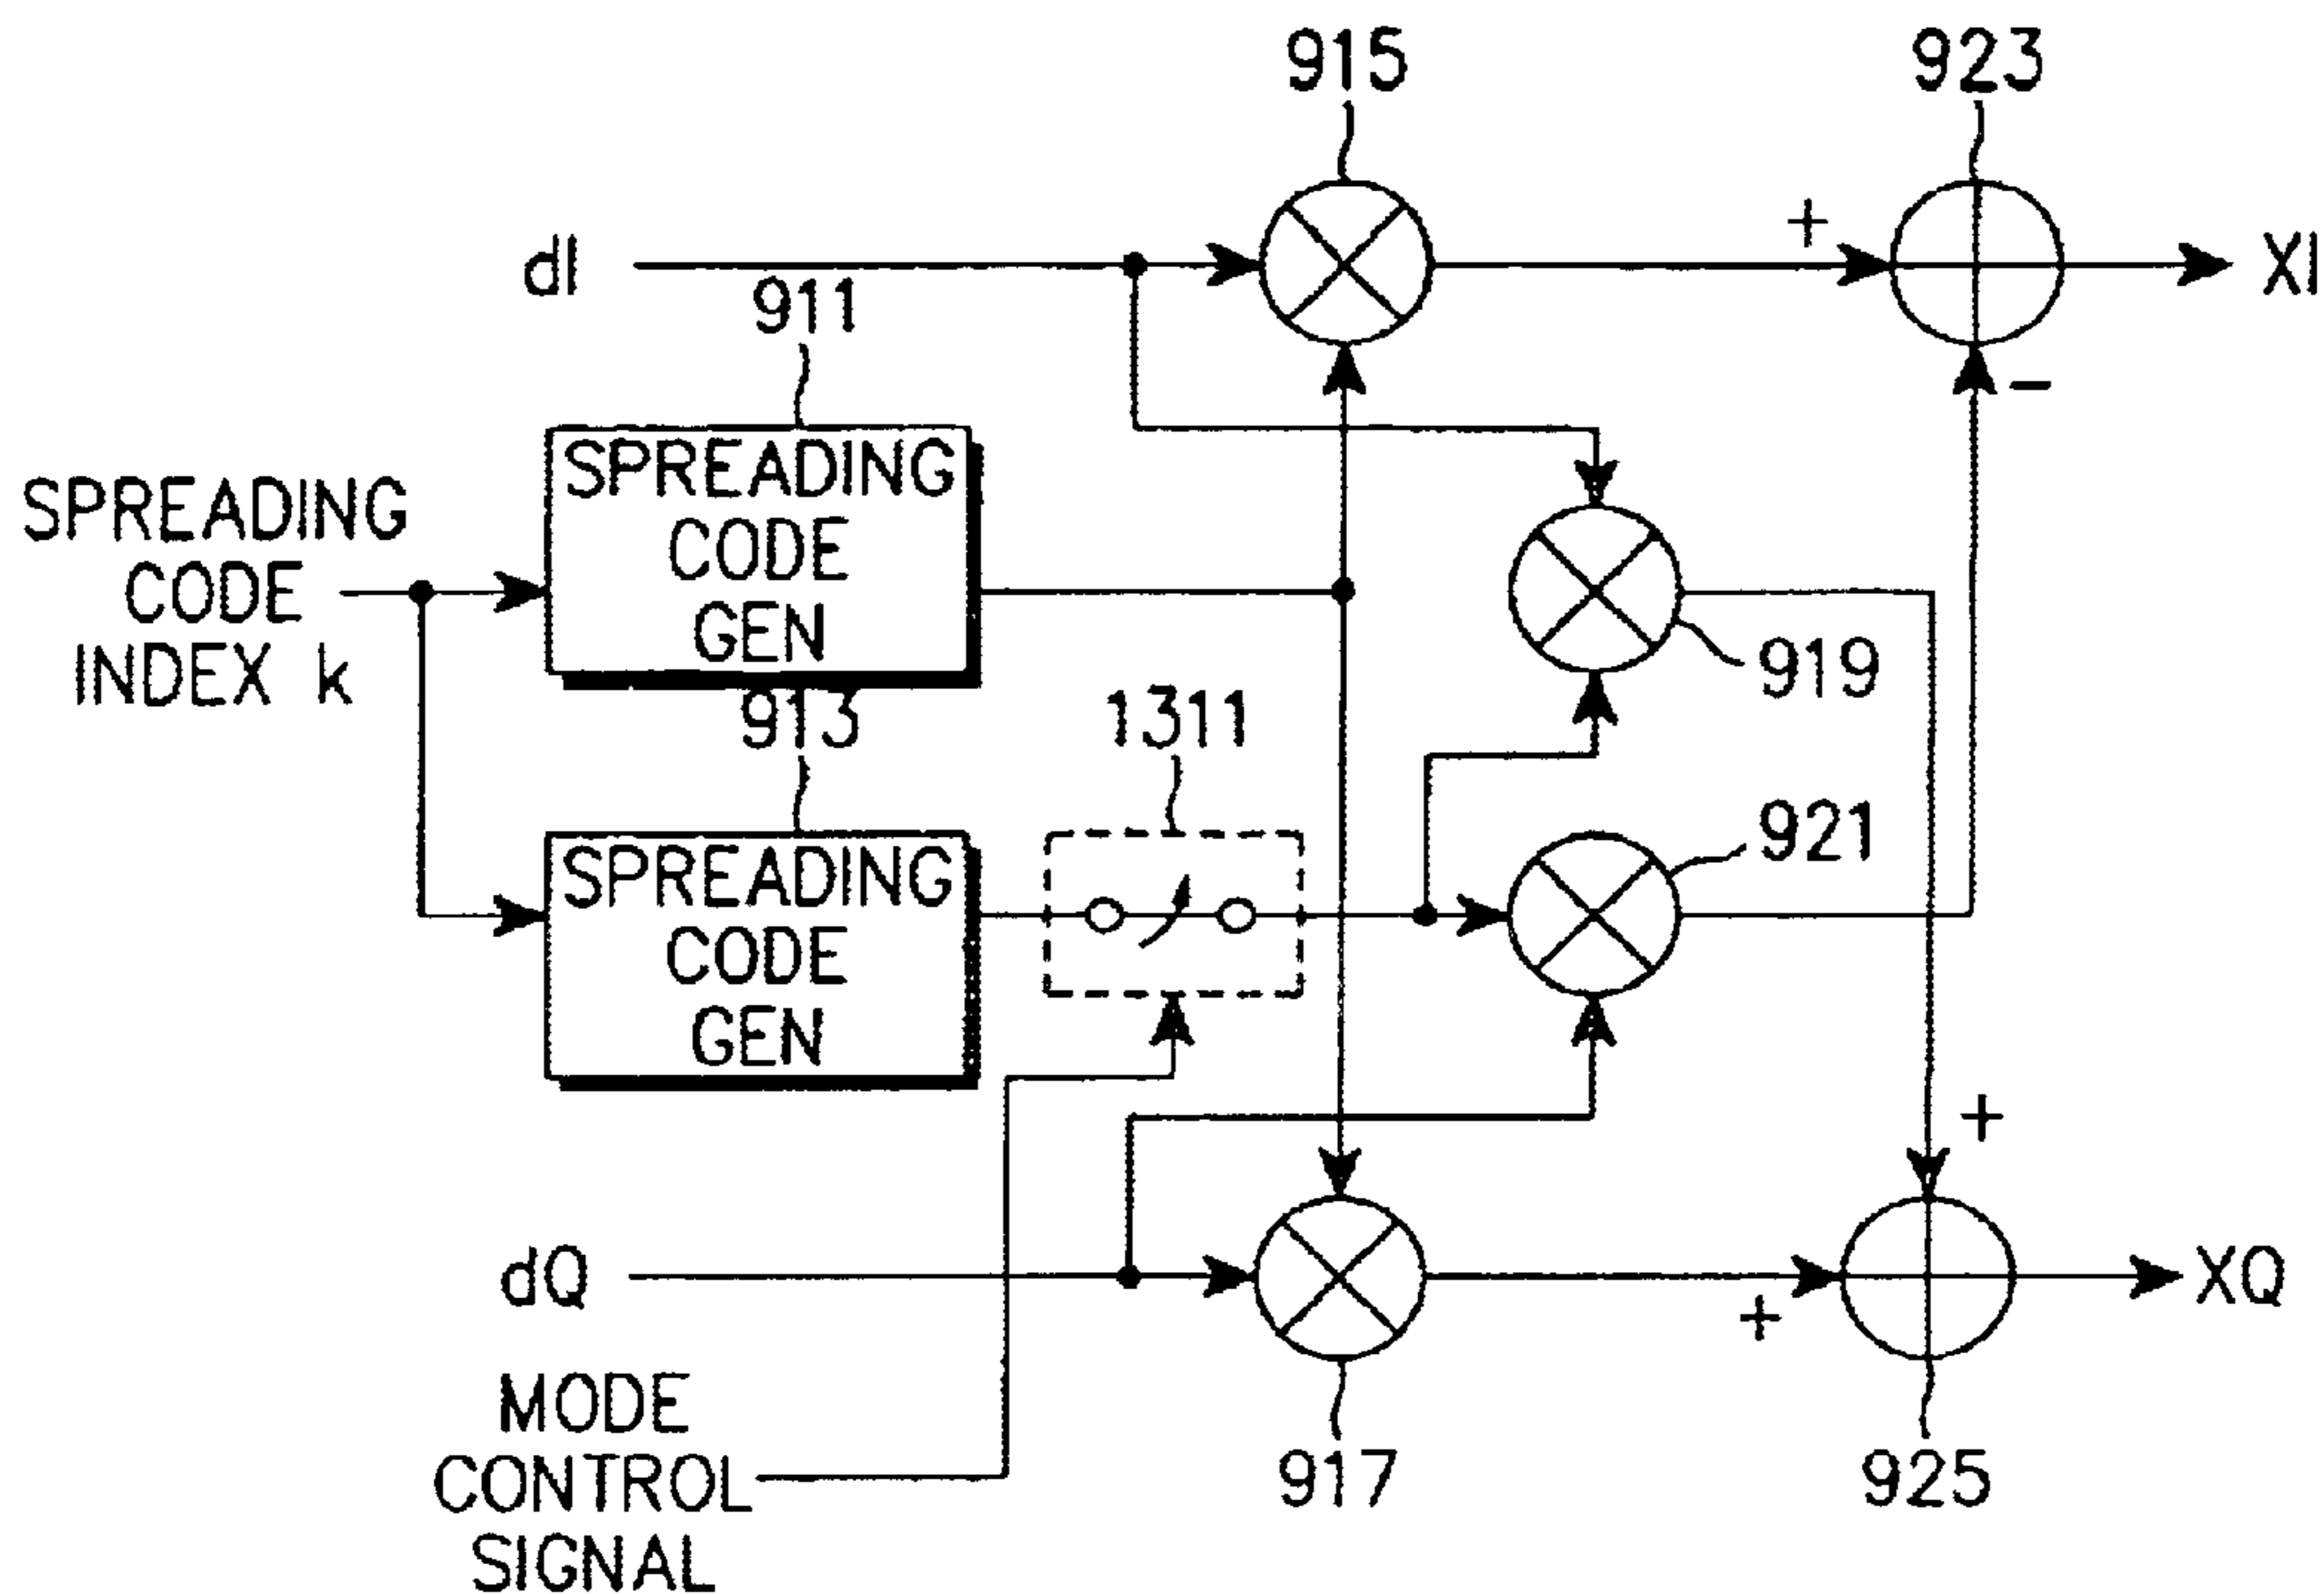 915
923
dI
+
XI
911
-
SPREADING
CODE
INDEX k
SPREADING
CODE
GEN
919
913
1311
921
SPREADING
CODE
GEN
+
dQ
+
XQ
MODE
CONTROL
SIGNAL
917
925